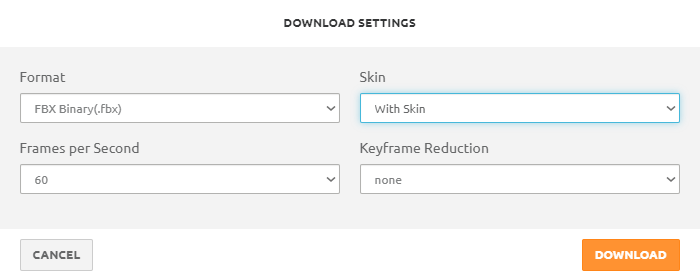 DOWNLOAD SETTINGS
Format Skin
FBX Binary(.fbx) With Skin
Frames per Second Keyframe Reduction
60 none
CANCEL DOWNLOAD